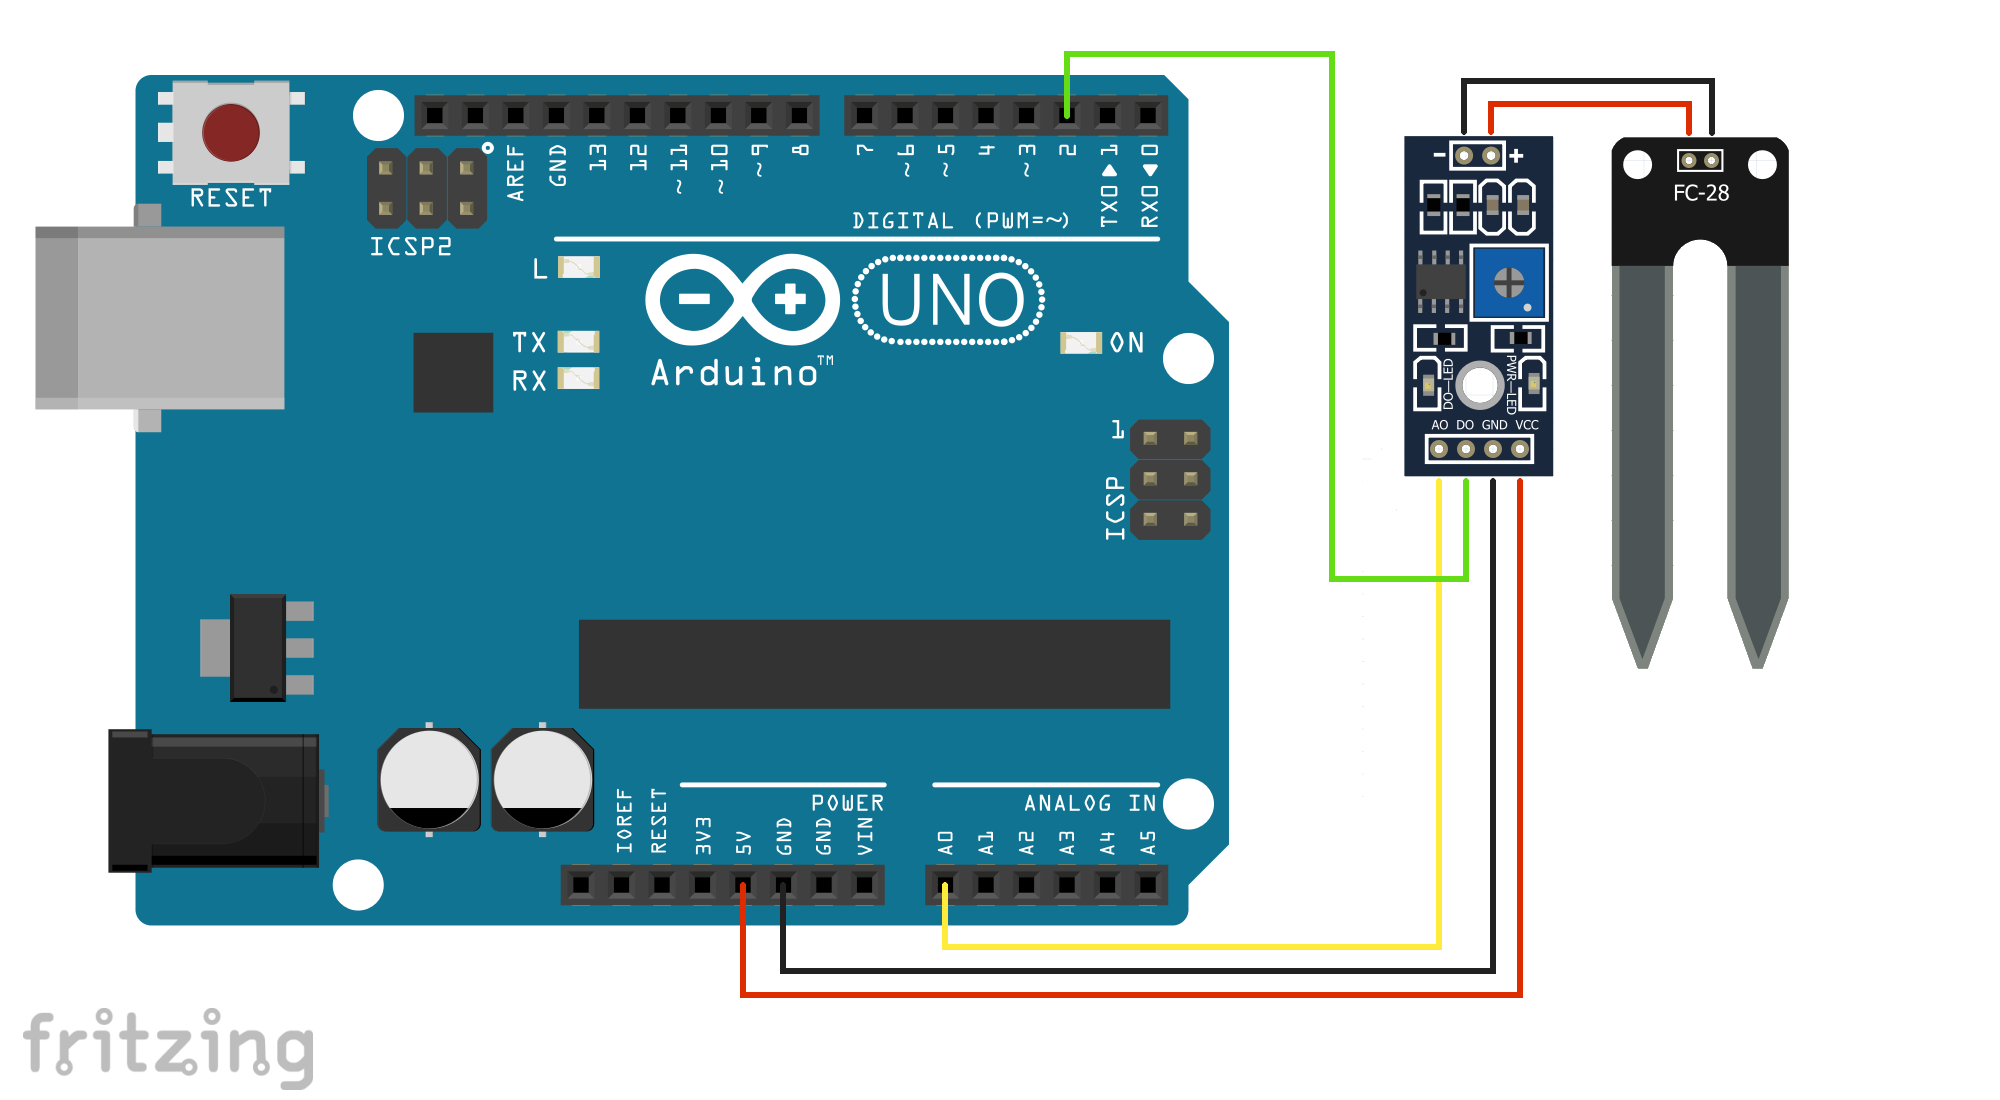 RESET
ICSP2
AREF
GND
13
12
~11
~10
~9
8
7
~6
~5
4
~3
2
TX0 ▶ 1
RX0 ◀ 0
DIGITAL (PWM=~)
L
TX
RX
Arduino™
UNO
ON
1
ICSP
POWER
ANALOG IN
IOREF
RESET
3V3
5V
GND
GND
VIN
A0
A1
A2
A3
A4
A5
- +
DO-LED
PWR-LED
AO DO GND VCC
FC-28
fritzing